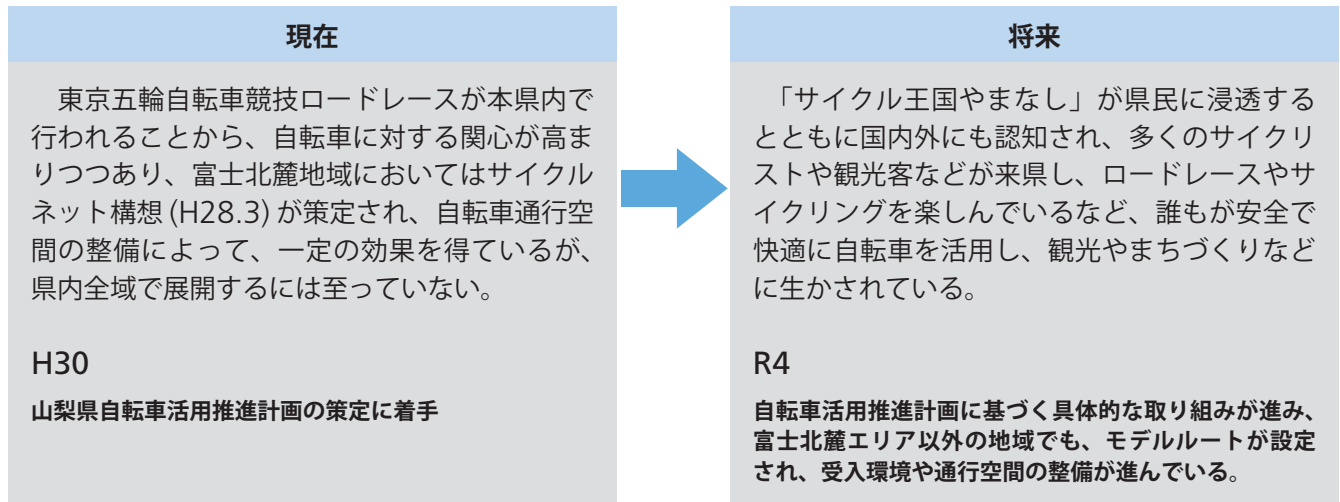 現在
東京五輪自転車競技ロードレースが本県内で
行われることから、自転車に対する関心が高ま
りつつあり、富士北麓地域においてはサイクル
ネット構想 (H28.3) が策定され、自転車通行空
間の整備によって、一定の効果を得ているが、
県内全域で展開するには至っていない。
H30
山梨県自転車活用推進計画の策定に着手
将来
「サイクル王国やまなし」が県民に浸透する
とともに国内外にも認知され、多くのサイクリ
ストや観光客などが来県し、ロードレースやサ
イクリングを楽しんでいるなど、誰もが安全で
快適に自転車を活用し、観光やまちづくりなど
に生かされている。
R4
自転車活用推進計画に基づく具体的な取り組みが進み、
富士北麓エリア以外の地域でも、モデルルートが設定
され、受入環境や通行空間の整備が進んでいる。